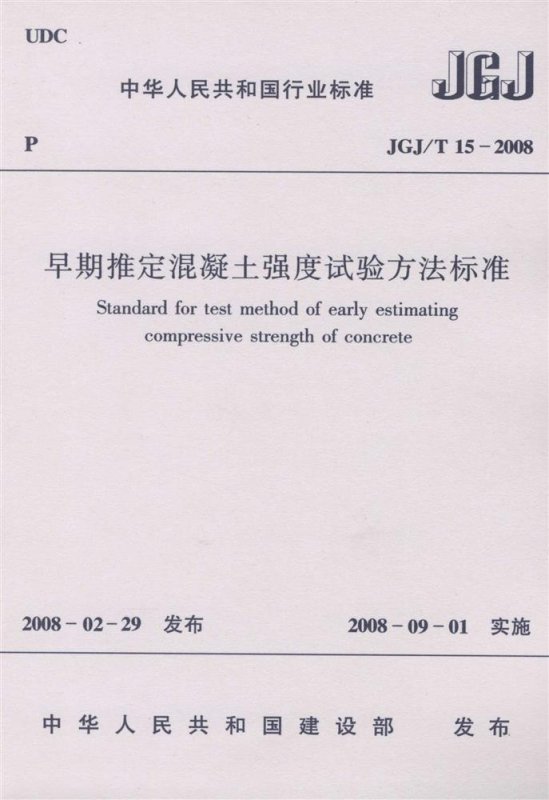 UDC
中华人民共和国行业标准
JGJ
P
JGJ/T 15－2008
早期推定混凝土强度试验方法标准
Standard for test method of early estimating
compressive strength of concrete
2008－02－29 发布
2008－09－01 实施
中华人民共和国建设部 发布